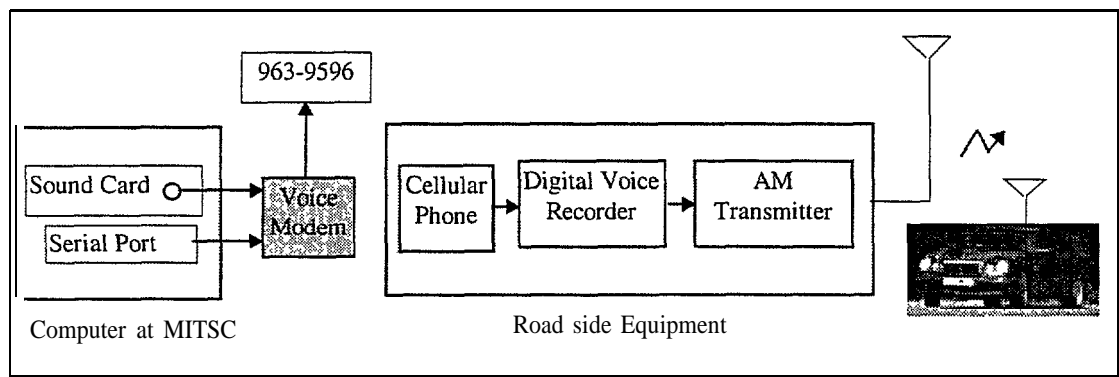 963-9596
Sound Card
Serial Port
Voice
Modem
Cellular
Phone
Digital Voice
Recorder
AM
Transmitter
Computer at MITSC
Road side Equipment